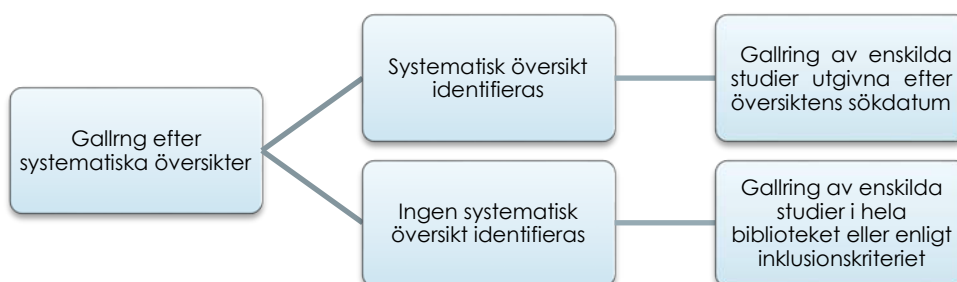 Gallrng efter
systematiska översikter
Systematisk översikt
identifieras
Gallring av enskilda
studier utgivna efter
översiktens sökdatum
Ingen systematisk
översikt identifieras
Gallring av enskilda
studier i hela
biblioteket eller enligt
inklusionskriteriet